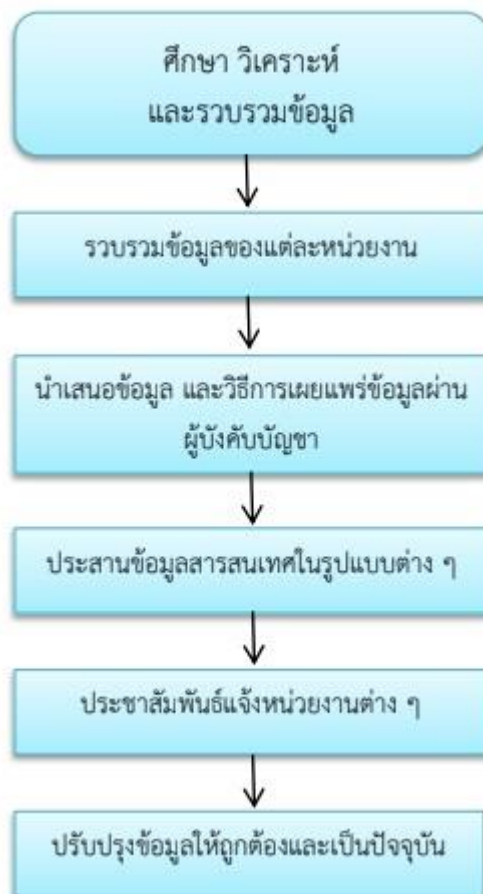 ศึกษา วิเคราะห์
และรวบรวมข้อมูล
รวบรวมข้อมูลของแต่ละหน่วยงาน
นำเสนอข้อมูล และวิธีการเผยแพร่ข้อมูลผ่าน
ผู้บังคับบัญชา
ประสานข้อมูลสารสนเทศในรูปแบบต่าง ๆ
ประชาสัมพันธ์แจ้งหน่วยงานต่าง ๆ
ปรับปรุงข้อมูลให้ถูกต้องและเป็นปัจจุบัน